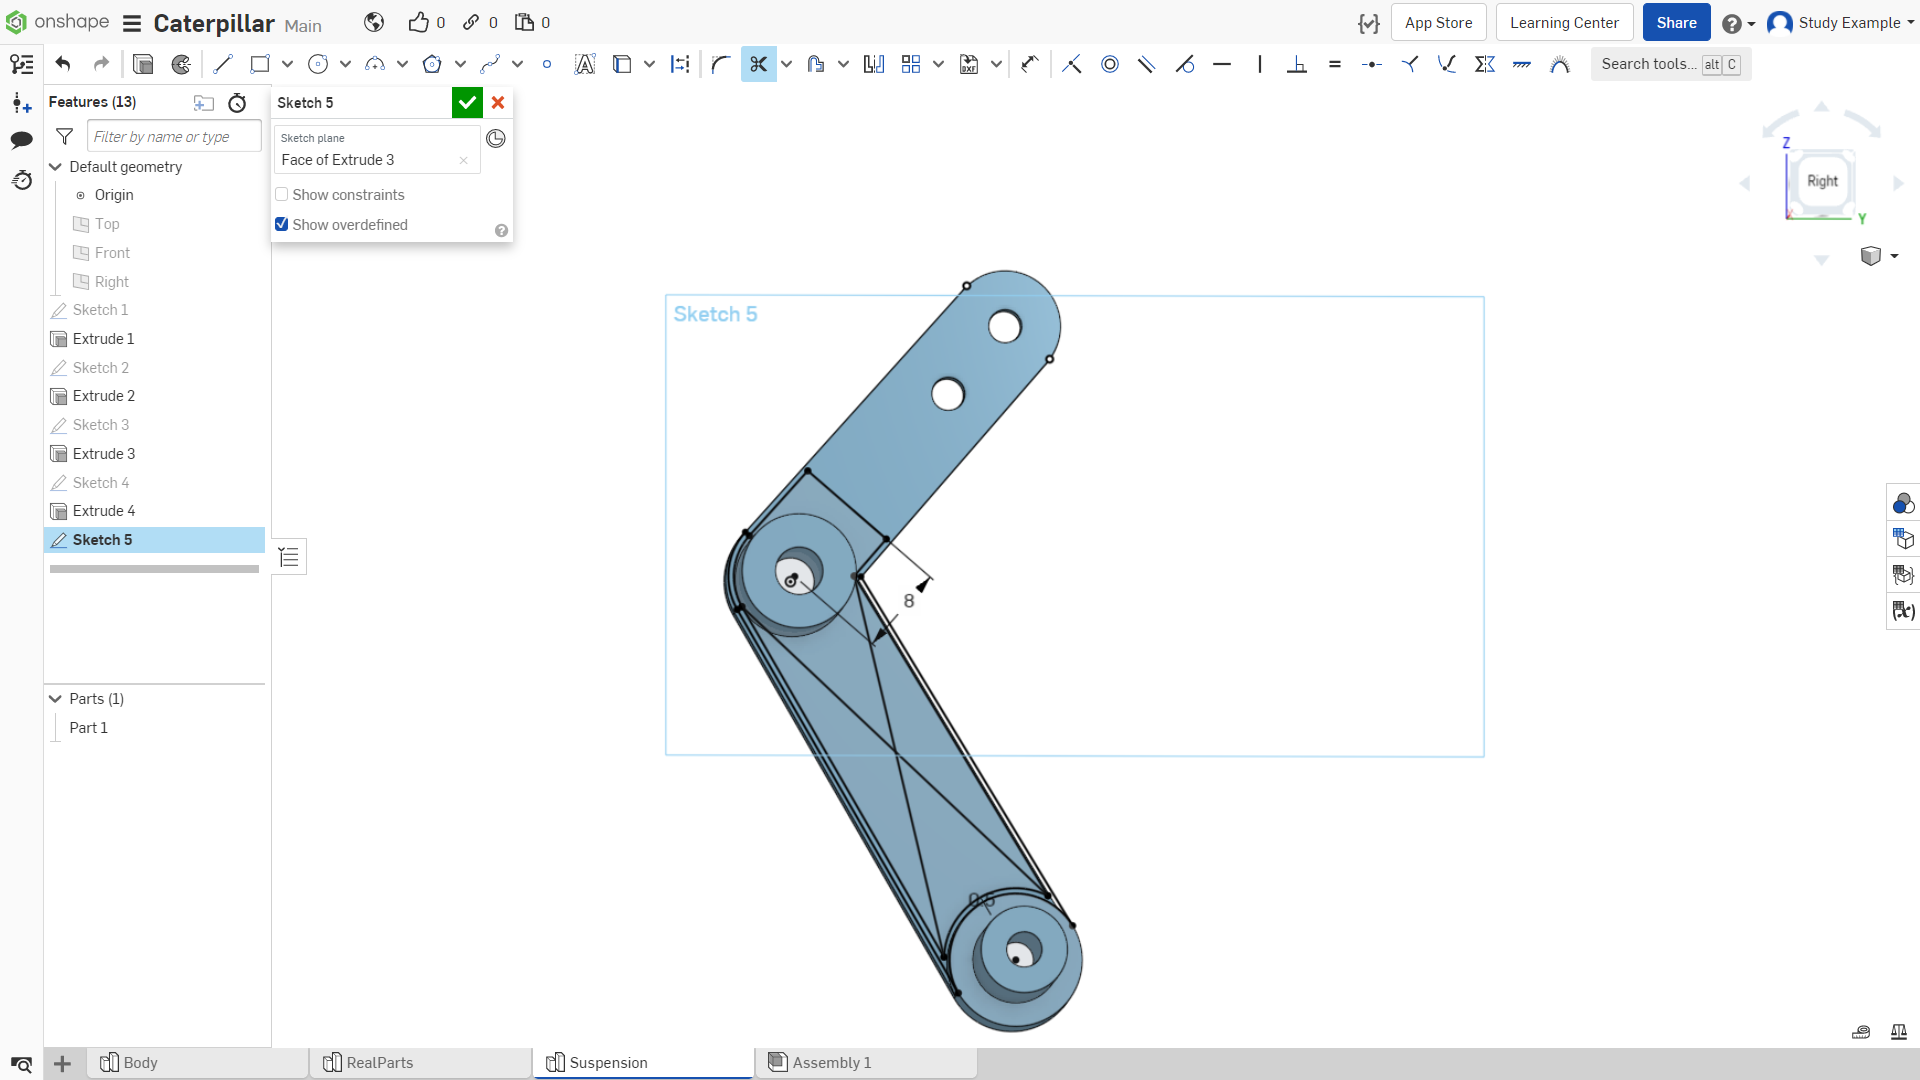 onshape
Caterpillar Main
0 0 0
App Store
Learning Center
Share
Study Example
Search tools... alt C
Features (13)
Filter by name or type
Default geometry
Origin
Top
Front
Right
Sketch 1
Extrude 1
Sketch 2
Extrude 2
Sketch 3
Extrude 3
Sketch 4
Extrude 4
Sketch 5
Parts (1)
Part 1
Sketch 5
Sketch plane
Face of Extrude 3
Show constraints
Show overdefined
Sketch 5
8
0.5
Z
Right
Y
Body
RealParts
Suspension
Assembly 1